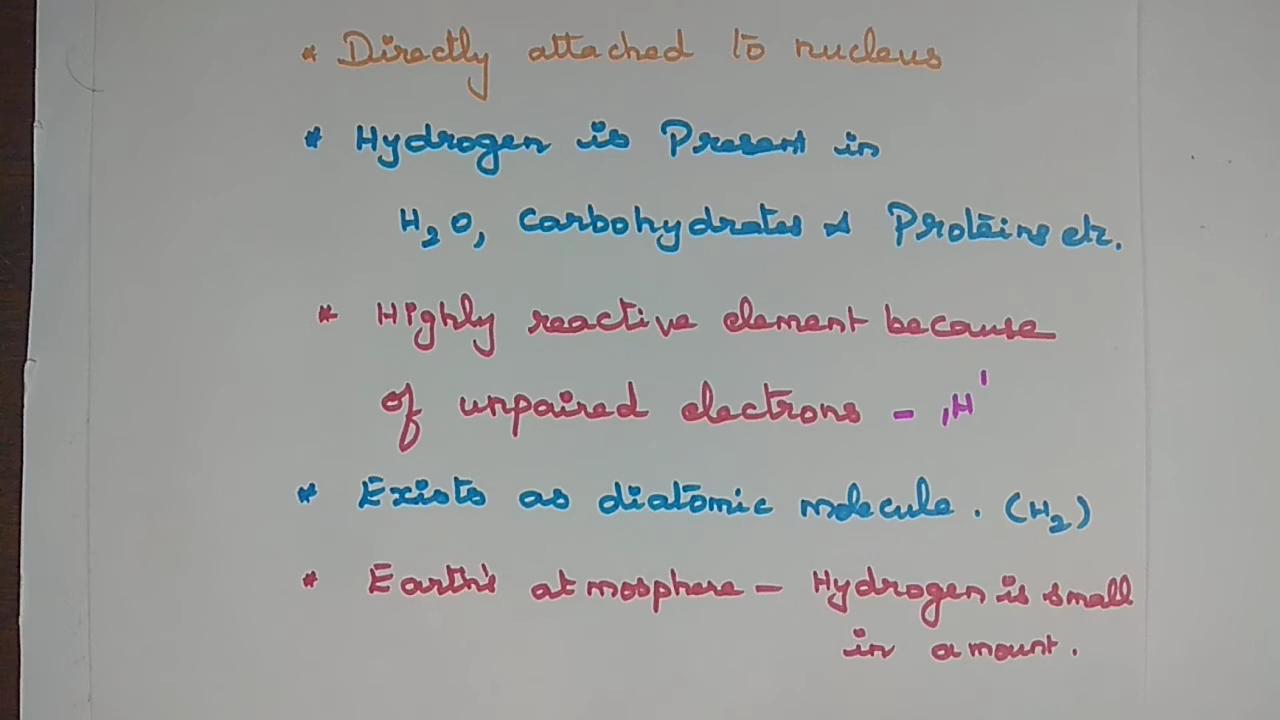 * Directly attached to nucleus
* Hydrogen is Present in
H₂O, Carbohydrates & Proteins etc.
* Highly reactive element because
of unpaired electrons - ₁H¹
* Exists as diatomic molecule. (H₂)
* Earth's atmosphere - Hydrogen is small
in amount.